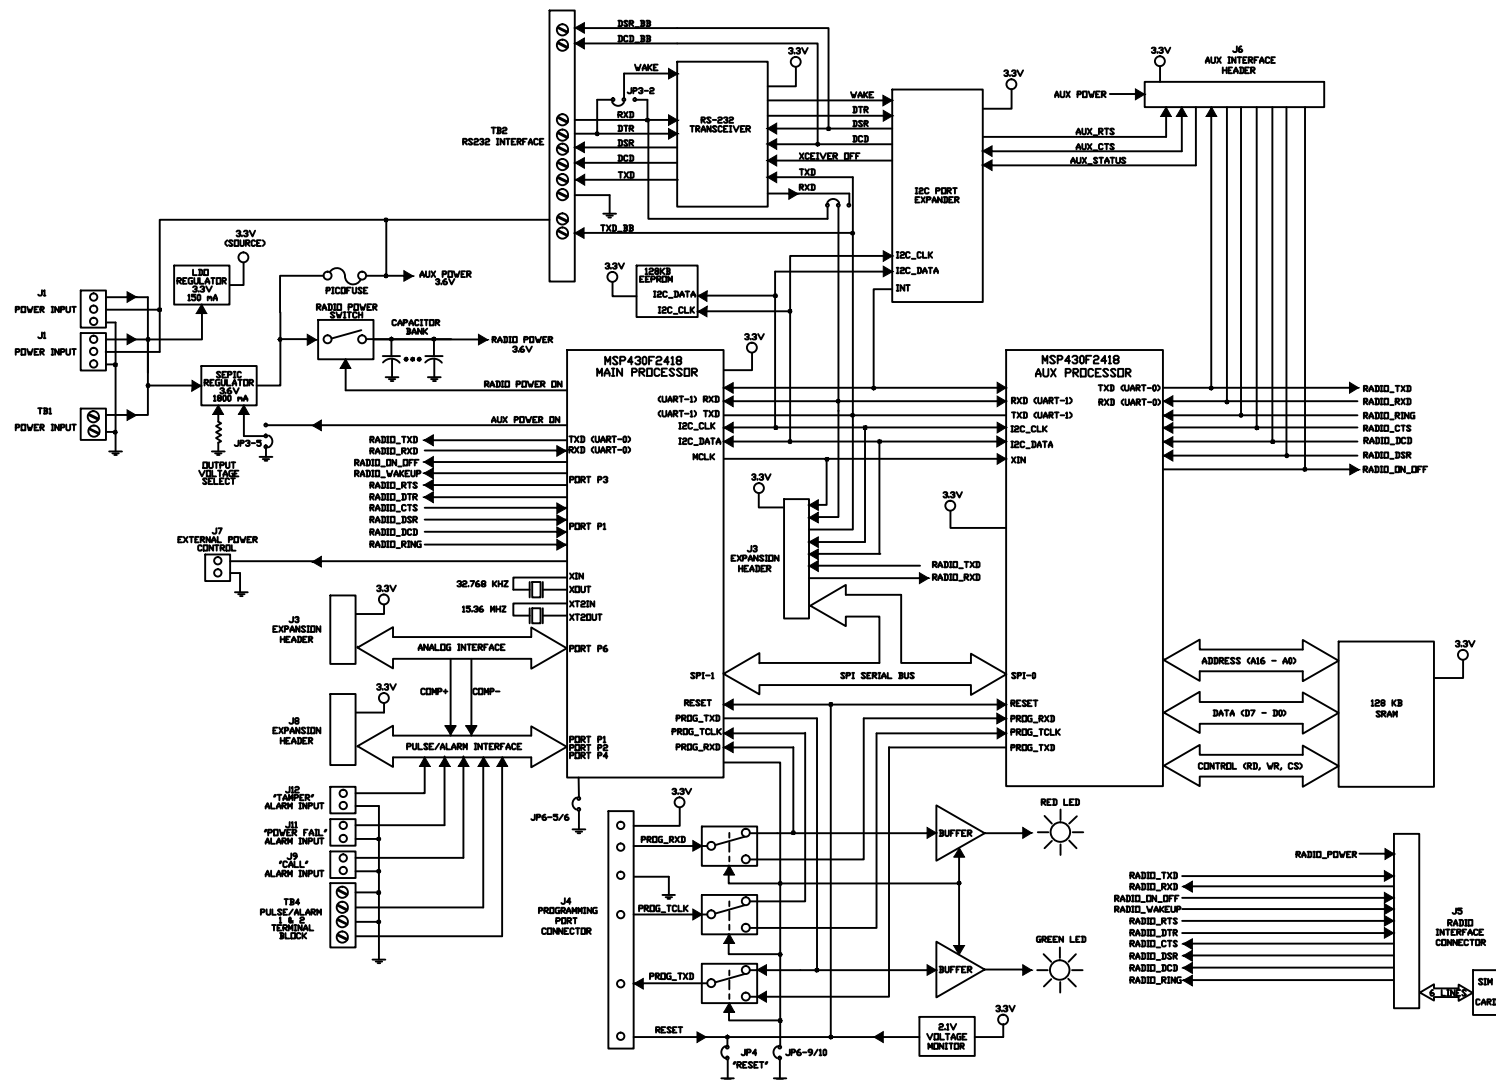 DSR_BB
DCD_BB
WAKE
JP3-2
RXD
DTR
DSR
DCD
TXD
TXD_BB
TB2
RS232 INTERFACE
RS-232
TRANSCEIVER
3.3V
WAKE
DTR
DSR
DCD
XCEIVER OFF
TXD
RXD
3.3V
I2C PORT
EXPANDER
I2C_CLK
I2C_DATA
INT
3.3V
J6
AUX INTERFACE
HEADER
AUX POWER
AUX_RTS
AUX_CTS
AUX_STATUS
3.3V
(SOURCE)
LDO
REGULATOR
3.3V
150 mA
PICOFUSE
AUX POWER
3.6V
3.3V
128KB
EEPROM
I2C_DATA
I2C_CLK
J1
POWER INPUT
J1
POWER INPUT
TB1
POWER INPUT
RADIO POWER
SWITCH
CAPACITOR
BANK
RADIO POWER
3.6V
SEPIC
REGULATOR
3.6V
1800 mA
RADIO POWER ON
AUX POWER ON
JP3-5
OUTPUT
VOLTAGE
SELECT
3.3V
MSP430F2418
MAIN PROCESSOR
(UART-1) RXD
(UART-1) TXD
I2C_CLK
I2C_DATA
MCLK
TXD (UART-0)
RXD (UART-0)
PORT P3
PORT P1
RADIO_TXD
RADIO_RXD
RADIO_ON_OFF
RADIO_WAKEUP
RADIO_RTS
RADIO_DTR
RADIO_CTS
RADIO_DSR
RADIO_DCD
RADIO_RING
MSP430F2418
AUX PROCESSOR
TXD (UART-0)
RXD (UART-0)
RXD (UART-1)
TXD (UART-1)
I2C_CLK
I2C_DATA
XIN
RADIO_TXD
RADIO_RXD
RADIO_RING
RADIO_CTS
RADIO_DCD
RADIO_DSR
RADIO_ON_OFF
J7
EXTERNAL POWER
CONTROL
32.768 KHZ
15.36 MHZ
XIN
XOUT
XT2IN
XT2OUT
3.3V
J3
EXPANSION
HEADER
3.3V
RADIO_TXD
RADIO_RXD
3.3V
J3
EXPANSION
HEADER
ANALOG INTERFACE
PORT P6
COMP+
COMP-
3.3V
J8
EXPANSION
HEADER
PULSE/ALARM INTERFACE
PORT P1
PORT P2
PORT P4
SPI-1
SPI SERIAL BUS
SPI-0
RESET
PROG_TXD
PROG_TCLK
PROG_RXD
RESET
PROG_RXD
PROG_TCLK
PROG_TXD
ADDRESS (A16 - A0)
DATA (D7 - D0)
CONTROL (RD, WR, CS)
128 KB
SRAM
3.3V
J12
"TAMPER"
ALARM INPUT
J11
"POWER FAIL"
ALARM INPUT
J9
"CALL"
ALARM INPUT
TB4
PULSE/ALARM
1 & 2
TERMINAL
BLOCK
JP6-5/6
3.3V
J4
PROGRAMMING
PORT
CONNECTOR
PROG_RXD
PROG_TCLK
PROG_TXD
RESET
BUFFER
RED LED
BUFFER
GREEN LED
JP4
"RESET"
JP6-9/10
2.1V
VOLTAGE
MONITOR
3.3V
RADIO_POWER
RADIO_TXD
RADIO_RXD
RADIO_ON_OFF
RADIO_WAKEUP
RADIO_RTS
RADIO_DTR
RADIO_CTS
RADIO_DSR
RADIO_DCD
RADIO_RING
J5
RADIO
INTERFACE
CONNECTOR
6 LINES
SIM
CARD